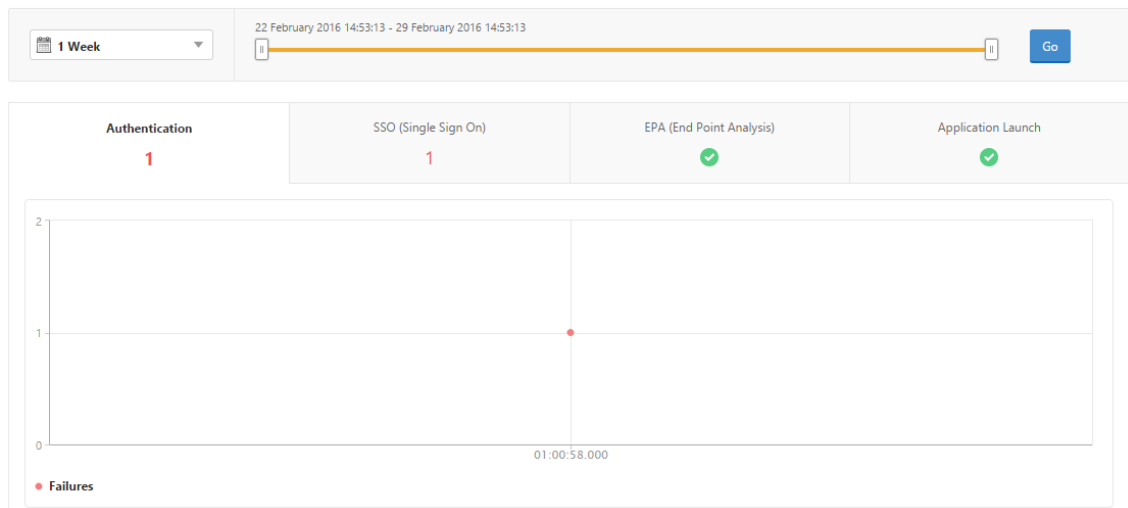 22 February 2016 14:53:13 - 29 February 2016 14:53:13
1 Week
Go
Authentication
SSO (Single Sign On)
EPA (End Point Analysis)
Application Launch
1
1
2
1
0
01:00:58.000
Failures